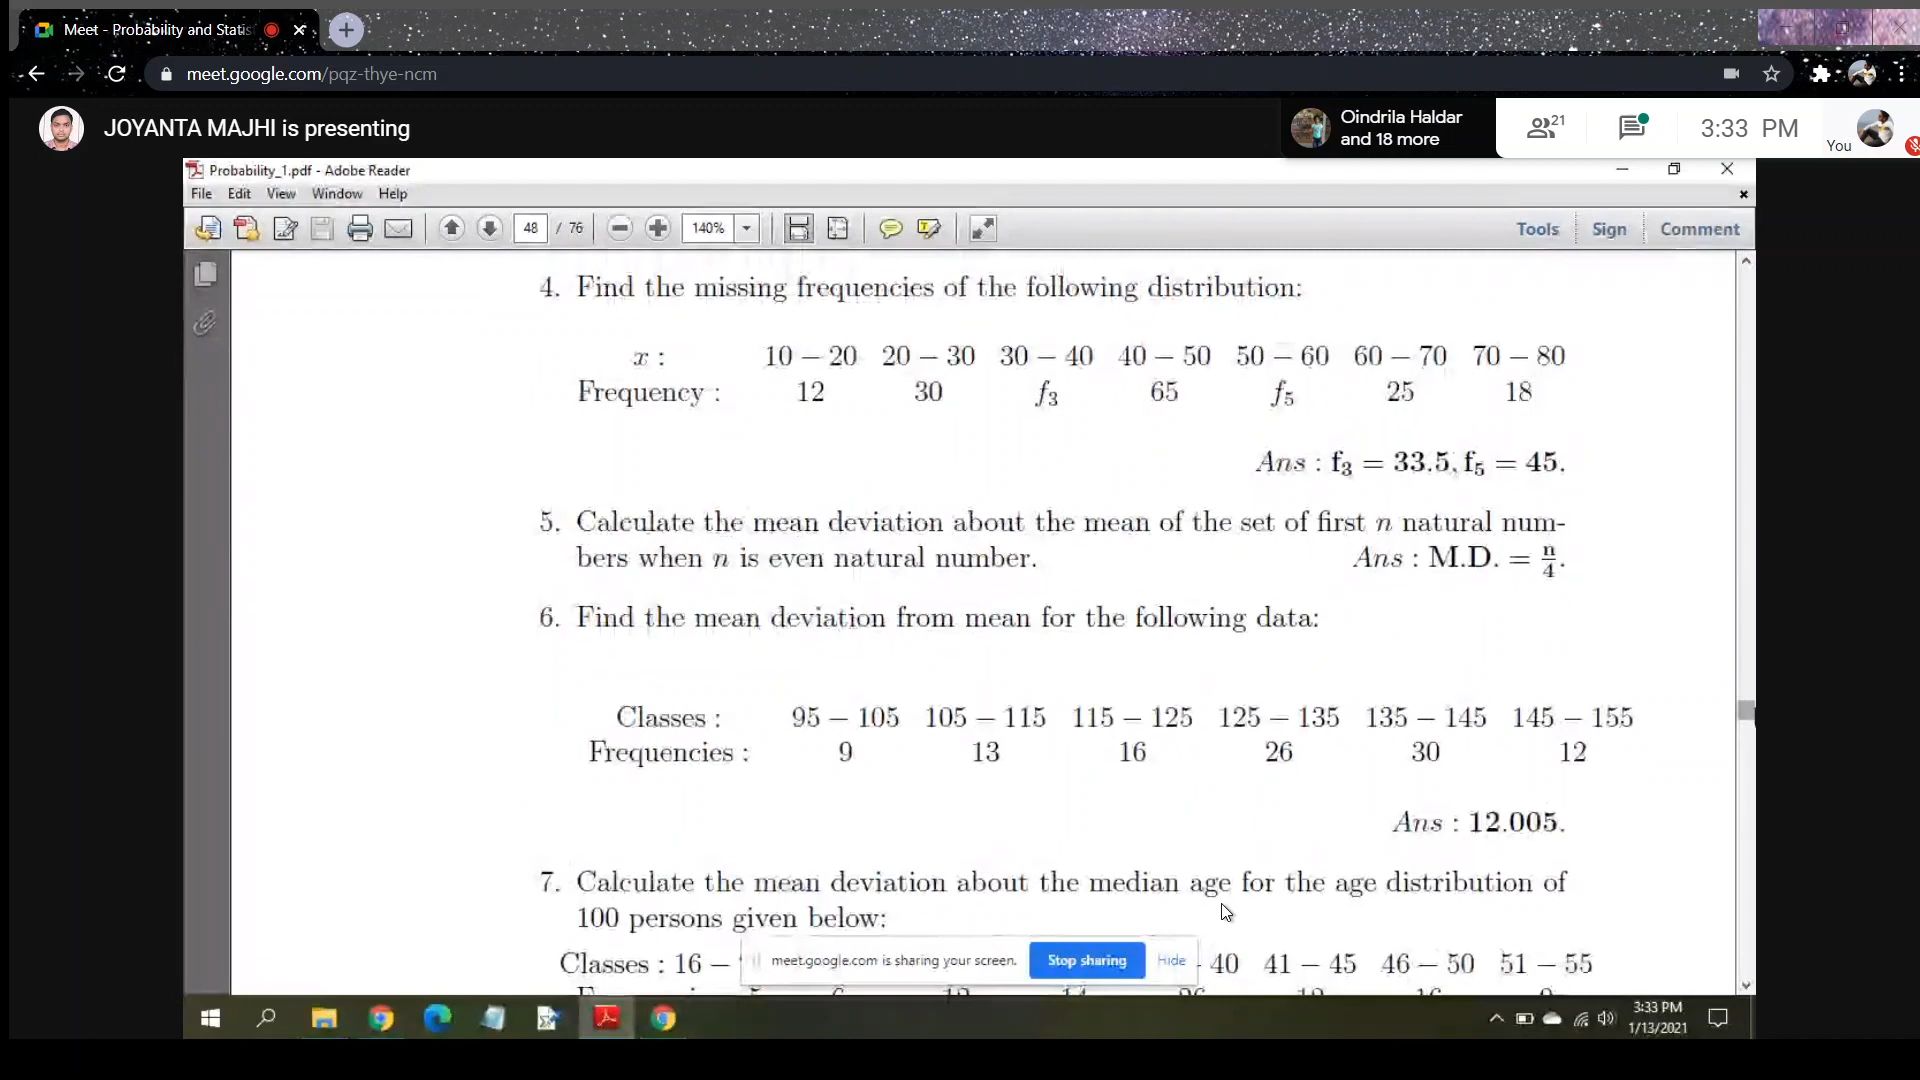 Meet - Probability and Statis
meet.google.com/pqz-thye-ncm
JOYANTA MAJHI is presenting
Oindrila Haldar
and 18 more
21
3:33 PM
You
Probability_1.pdf - Adobe Reader
File Edit View Window Help
48 / 76 140% Tools Sign Comment
4. Find the missing frequencies of the following distribution:
x : 10 – 20 20 – 30 30 – 40 40 – 50 50 – 60 60 – 70 70 – 80
Frequency : 12 30 f₃ 65 f₅ 25 18
Ans : f₃ = 33.5, f₅ = 45.
5. Calculate the mean deviation about the mean of the set of first n natural num-
bers when n is even natural number. Ans : M.D. = n/4.
6. Find the mean deviation from mean for the following data:
Classes : 95 – 105 105 – 115 115 – 125 125 – 135 135 – 145 145 – 155
Frequencies : 9 13 16 26 30 12
Ans : 12.005.
7. Calculate the mean deviation about the median age for the age distribution of
100 persons given below:
Classes : 16 – 40 41 – 45 46 – 50 51 – 55
meet.google.com is sharing your screen. Stop sharing Hide
3:33 PM
1/13/2021